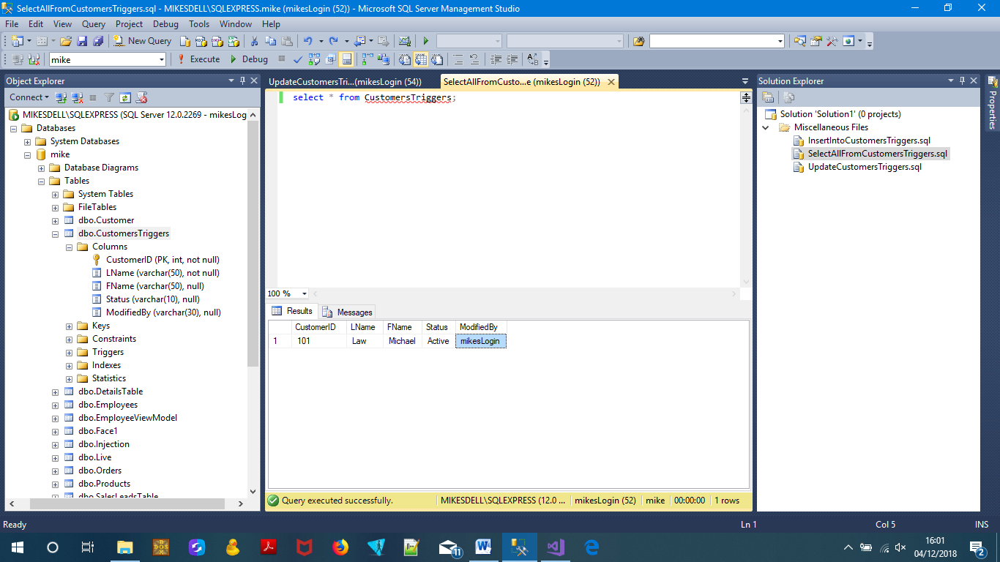 SelectAllFromCustomersTriggers.sql - MIKESDELL\SQLEXPRESS.mike (mikesLogin (52)) - Microsoft SQL Server Management Studio
File Edit View Query Project Debug Tools Window Help
New Query
mike
Execute Debug
Object Explorer
Connect
MIKESDELL\SQLEXPRESS (SQL Server 12.0.2269 - mikesLog
Databases
System Databases
mike
Database Diagrams
Tables
System Tables
FileTables
dbo.Customer
dbo.CustomersTriggers
Columns
CustomerID (PK, int, not null)
LName (varchar(50), not null)
FName (varchar(50), null)
Status (varchar(10), null)
ModifiedBy (varchar(30), null)
Keys
Constraints
Triggers
Indexes
Statistics
dbo.DetailsTable
dbo.Employees
dbo.EmployeeViewModel
dbo.Face1
dbo.Injection
dbo.Live
dbo.Orders
dbo.Products
dbo.SalesLeadsTable
UpdateCustomersTri...(mikesLogin (54))
SelectAllFromCusto...e (mikesLogin (52))
select * from CustomersTriggers;
100 %
Results Messages
CustomerID LName FName Status ModifiedBy
1 101 Law Michael Active mikesLogin
Query executed successfully.
MIKESDELL\SQLEXPRESS (12.0 ...
mikesLogin (52)
mike
00:00:00
1 rows
Solution Explorer
Solution 'Solution1' (0 projects)
Miscellaneous Files
InsertIntoCustomersTriggers.sql
SelectAllFromCustomersTriggers.sql
UpdateCustomersTriggers.sql
Properties
Ready
Ln 1
Col 5
INS
DOS
11
16:01
04/12/2018
2